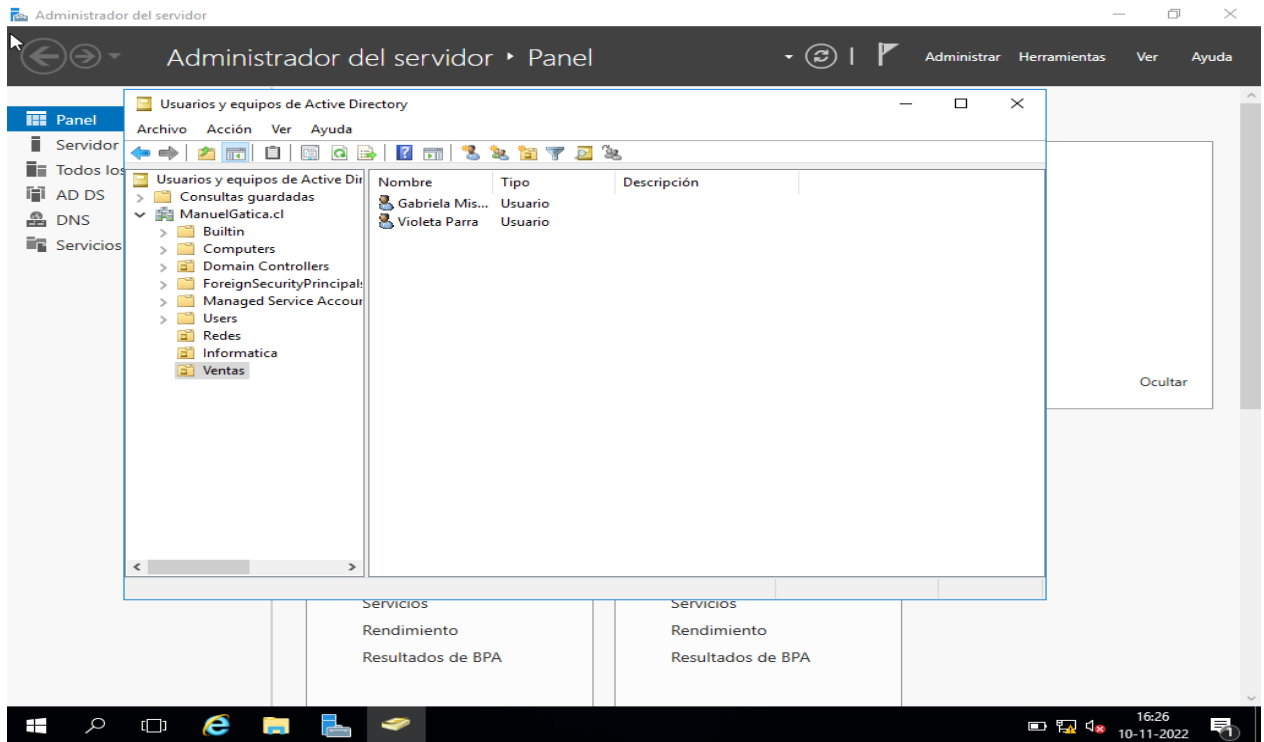 Administrador del servidor
Administrador del servidor ‣ Panel
Administrar Herramientas Ver Ayuda
Panel
Servidor
Todos los
AD DS
DNS
Servicios
Usuarios y equipos de Active Directory
Archivo Acción Ver Ayuda
Usuarios y equipos de Active Dir
Consultas guardadas
ManuelGatica.cl
Builtin
Computers
Domain Controllers
ForeignSecurityPrincipals
Managed Service Accour
Users
Redes
Informatica
Ventas
Nombre Tipo Descripción
Gabriela Mis... Usuario
Violeta Parra Usuario
Ocultar
Servicios Servicios
Rendimiento Rendimiento
Resultados de BPA Resultados de BPA
16:26
10-11-2022
1